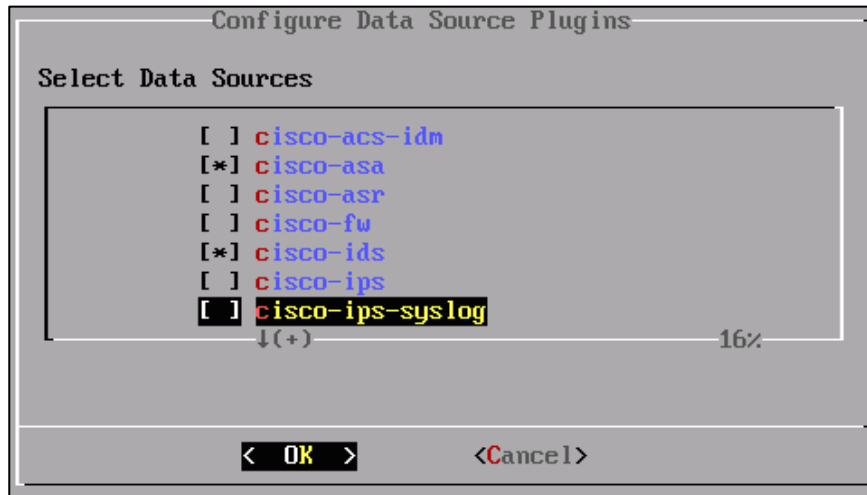 Configure Data Source Plugins
Select Data Sources
[ ] cisco-acs-idm
[*] cisco-asa
[ ] cisco-asr
[ ] cisco-fw
[*] cisco-ids
[ ] cisco-ips
[ ] cisco-ips-syslog
↓(+) 16%
< OK > <Cancel>